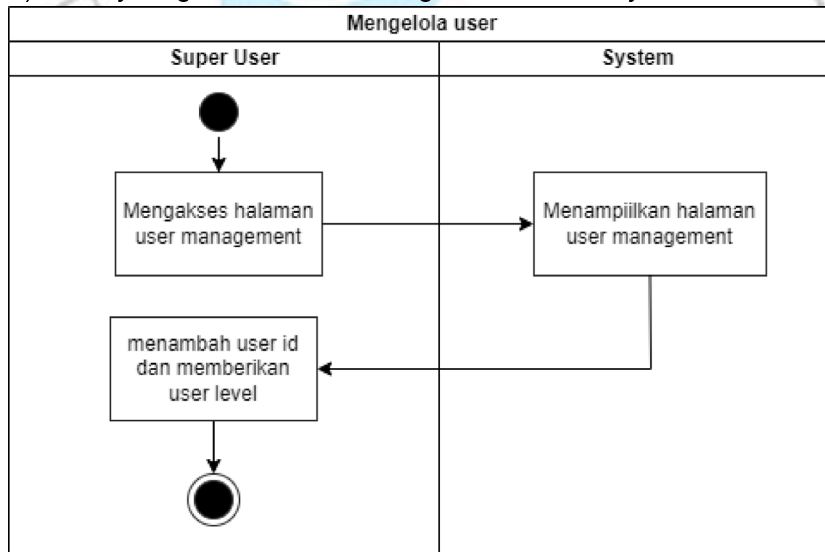 Mengelola user
Super User
System
Mengakses halaman
user management
Menampiilkan halaman
user management
menambah user id
dan memberikan
user level